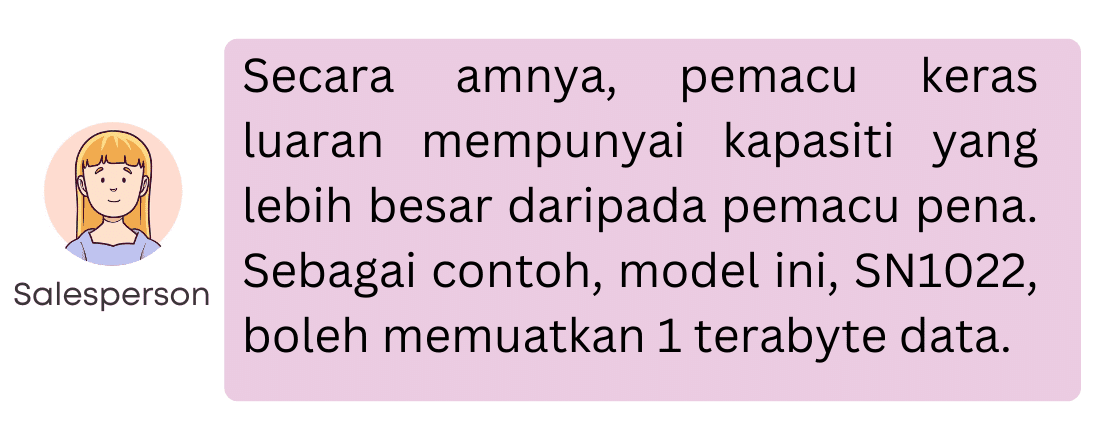 Secara amnya, pemacu keras
luaran mempunyai kapasiti yang
lebih besar daripada pemacu pena.
Sebagai contoh, model ini, SN1022,
boleh memuatkan 1 terabyte data.
Salesperson